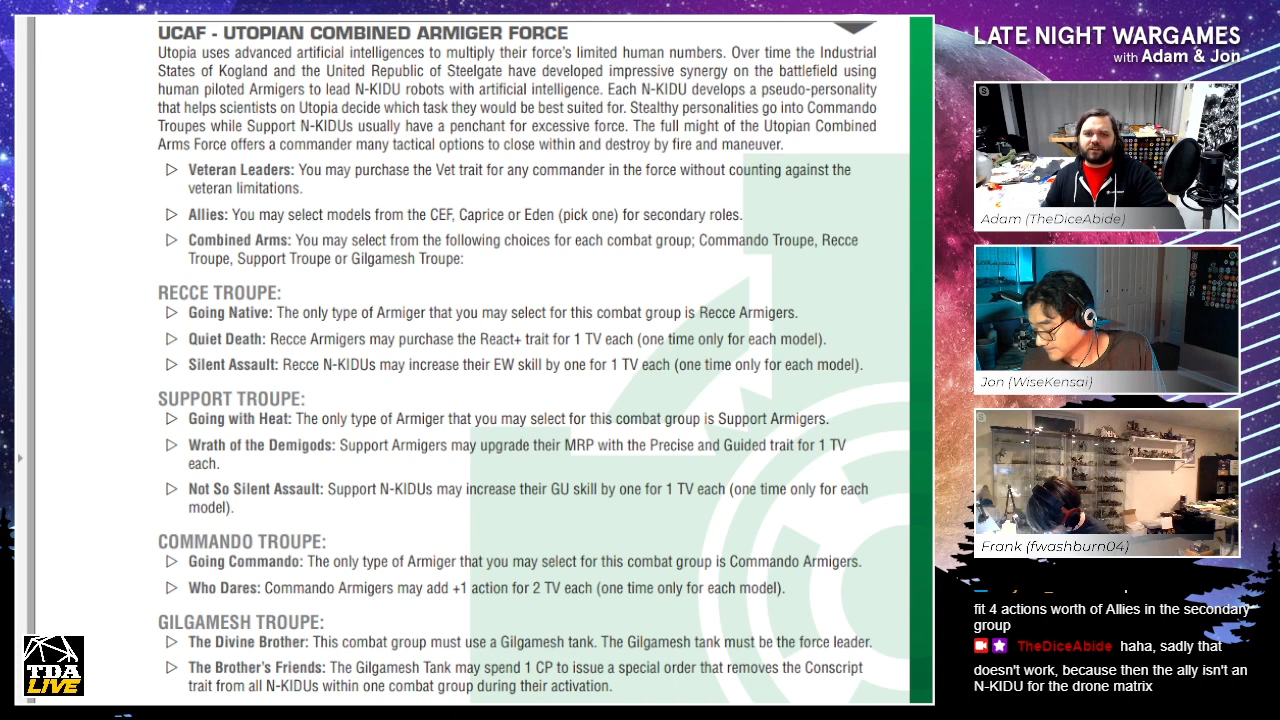 UCAF - UTOPIAN COMBINED ARMIGER FORCE
Utopia uses advanced artificial intelligences to multiply their force's limited human numbers. Over time the Industrial
States of Kogland and the United Republic of Steelgate have developed impressive synergy on the battlefield using
human piloted Armigers to lead N-KIDU robots with artificial intelligence. Each N-KIDU develops a pseudo-personality
that helps scientists on Utopia decide which task they would be best suited for. Stealthy personalities go into Commando
Troupes while Support N-KIDUs usually have a penchant for excessive force. The full might of the Utopian Combined
Arms Force offers a commander many tactical options to close within and destroy by fire and maneuver.
▷ Veteran Leaders: You may purchase the Vet trait for any commander in the force without counting against the
veteran limitations.
▷ Allies: You may select models from the CEF, Caprice or Eden (pick one) for secondary roles.
▷ Combined Arms: You may select from the following choices for each combat group; Commando Troupe, Recce
Troupe, Support Troupe or Gilgamesh Troupe:
RECCE TROUPE:
▷ Going Native: The only type of Armiger that you may select for this combat group is Recce Armigers.
▷ Quiet Death: Recce Armigers may purchase the React+ trait for 1 TV each (one time only for each model).
▷ Silent Assault: Recce N-KIDUs may increase their EW skill by one for 1 TV each (one time only for each model).
SUPPORT TROUPE:
▷ Going with Heat: The only type of Armiger that you may select for this combat group is Support Armigers.
▷ Wrath of the Demigods: Support Armigers may upgrade their MRP with the Precise and Guided trait for 1 TV
each.
▷ Not So Silent Assault: Support N-KIDUs may increase their GU skill by one for 1 TV each (one time only for each
model).
COMMANDO TROUPE:
▷ Going Commando: The only type of Armiger that you may select for this combat group is Commando Armigers.
▷ Who Dares: Commando Armigers may add +1 action for 2 TV each (one time only for each model).
GILGAMESH TROUPE:
▷ The Divine Brother: This combat group must use a Gilgamesh tank. The Gilgamesh tank must be the force leader.
▷ The Brother's Friends: The Gilgamesh Tank may spend 1 CP to issue a special order that removes the Conscript
trait from all N-KIDUs within one combat group during their activation.
TDA
LIVE
LATE NIGHT WARGAMES
with Adam & Jon
Adam (TheDiceAbide)
Jon (WiseKensai)
Frank (fwashburn04)
fit 4 actions worth of Allies in the secondary
group
TheDiceAbide haha, sadly that
doesn't work, because then the ally isn't an
N-KIDU for the drone matrix